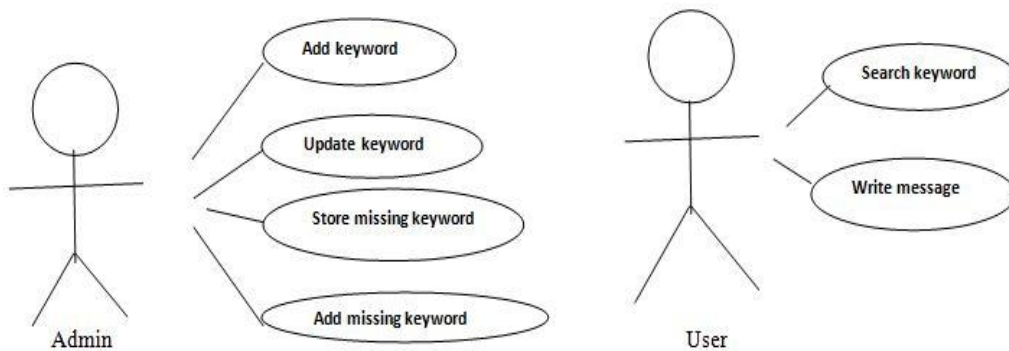 Add keyword
Update keyword
Store missing keyword
Add missing keyword
Admin
Search keyword
Write message
User